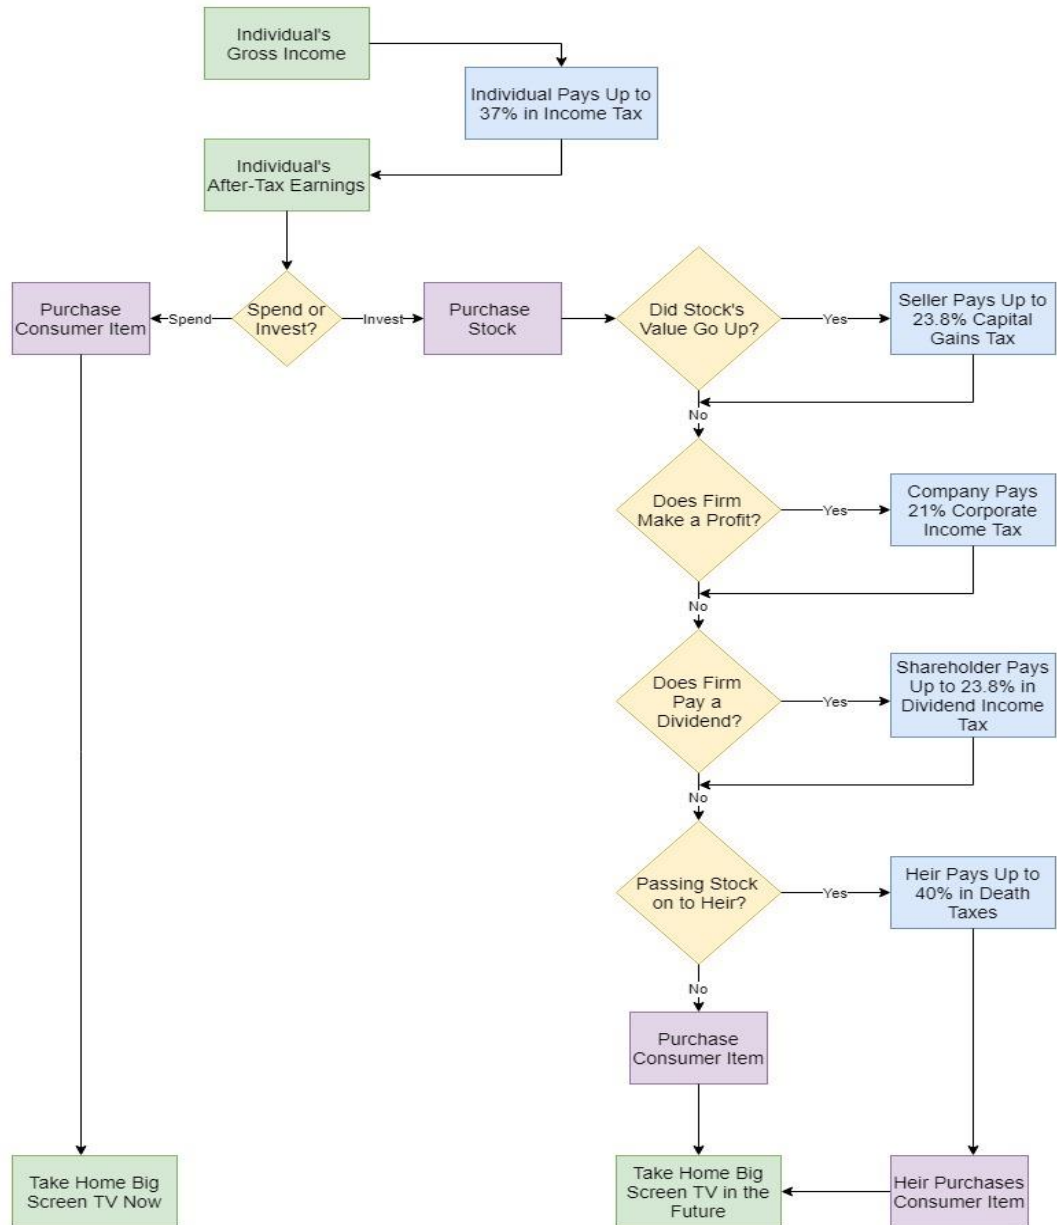 Individual's
Gross Income
Individual Pays Up to
37% in Income Tax
Individual's
After-Tax Earnings
Purchase
Consumer Item
Spend
Spend or
Invest?
Invest
Purchase
Stock
Did Stock's
Value Go Up?
Yes
Seller Pays Up to
23.8% Capital
Gains Tax
No
Does Firm
Make a Profit?
Yes
Company Pays
21% Corporate
Income Tax
No
Does Firm
Pay a
Dividend?
Yes
Shareholder Pays
Up to 23.8% in
Dividend Income
Tax
No
Passing Stock
on to Heir?
Yes
Heir Pays Up to
40% in Death
Taxes
No
Purchase
Consumer Item
Take Home Big
Screen TV Now
Take Home Big
Screen TV in the
Future
Heir Purchases
Consumer Item